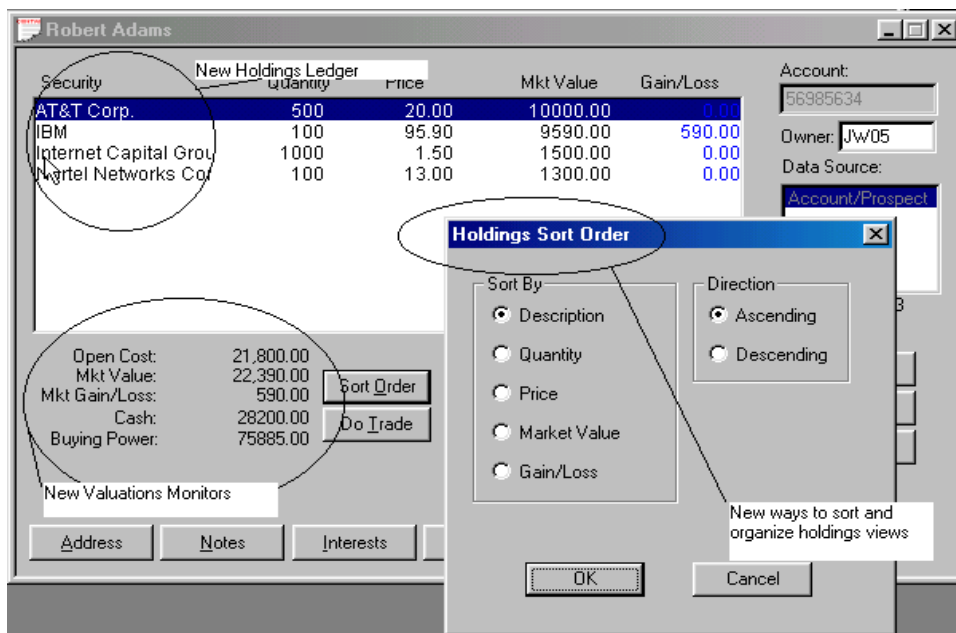 Robert Adams
New Holdings Ledger
Security Quantity Price Mkt Value Gain/Loss
AT&T Corp. 500 20.00 10000.00 0.00
IBM 100 95.90 9590.00 590.00
Internet Capital Grou 1000 1.50 1500.00 0.00
Nortel Networks Cor 100 13.00 1300.00 0.00
Account:
56985634
Owner: JW05
Data Source:
Account/Prospect
3
Open Cost: 21,800.00
Mkt Value: 22,390.00
Mkt Gain/Loss: 590.00
Cash: 28200.00
Buying Power: 75885.00
Sort Order
Do Trade
New Valuations Monitors
Address Notes Interests
Holdings Sort Order
Sort By
Description
Quantity
Price
Market Value
Gain/Loss
Direction
Ascending
Descending
New ways to sort and
organize holdings views
OK Cancel